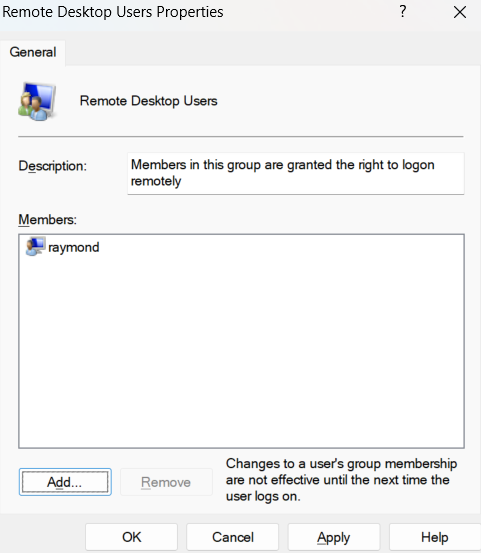 Remote Desktop Users Properties ?
General
Remote Desktop Users
Description: Members in this group are granted the right to logon
remotely
Members:
raymond
Add... Remove Changes to a user's group membership
are not effective until the next time the
user logs on.
OK Cancel Apply Help